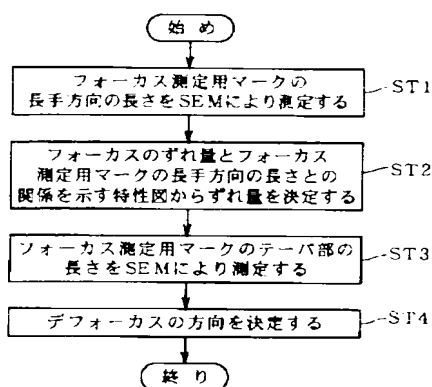 始め
フォーカス測定用マークの
長手方向の長さをSEMにより測定する
ST1
フォーカスのずれ量とフォーカス
測定用マークの長手方向の長さとの
関係を示す特性図からずれ量を決定する
ST2
フォーカス測定用マークのテーパ部の
長さをSEMにより測定する
ST3
デフォーカスの方向を決定する
ST4
終り